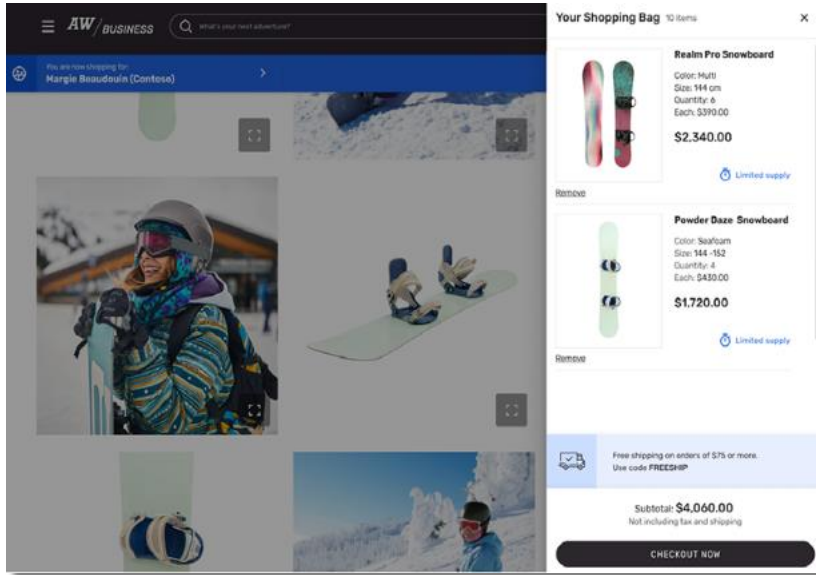 AW/BUSINESS
What's your next adventure?
You are now shopping for:
Margie Beaudouin (Contoso)
Your Shopping Bag 10 items
Realm Pro Snowboard
Color: Multi
Size: 144 cm
Quantity: 6
Each: $390.00
$2,340.00
Limited supply
Remove
Powder Daze Snowboard
Color: Seafoam
Size: 144 -152
Quantity: 4
Each: $430.00
$1,720.00
Limited supply
Remove
Free shipping on orders of $75 or more.
Use code FREESHIP
Subtotal: $4,060.00
Not including tax and shipping
CHECKOUT NOW